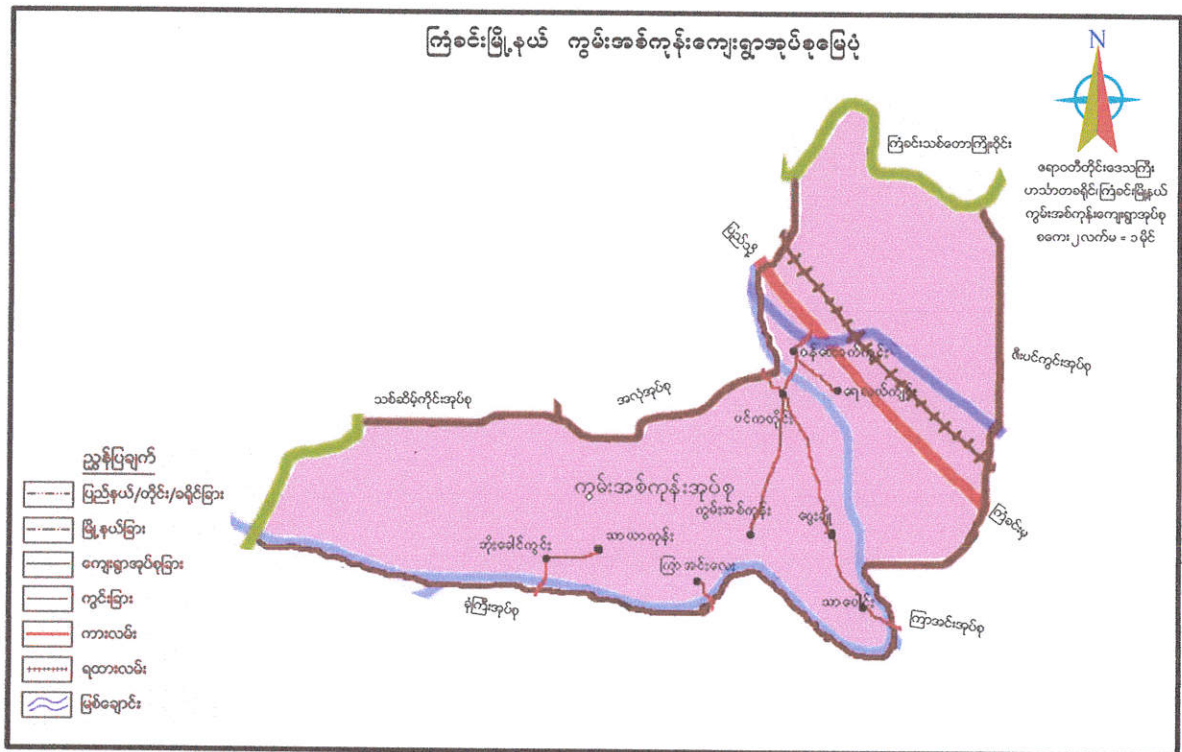 ကြံခင်းမြို့နယ် ကွမ်းအစ်ကုန်းကျေးရွာအုပ်စုမြေပုံ
N
ဧရာဝတီတိုင်းဒေသကြီး
ဟင်္သာတခရိုင်၊ကြံခင်းမြို့နယ်
ကွမ်းအစ်ကုန်းကျေးရွာအုပ်စု
စကေး ၂ လက်မ = ၁ မိုင်
ကြံခင်းသစ်တောကြိုးဝိုင်း
ပြည်သို့
ဇီးပင်ကွင်းအုပ်စု
သစ်ဆိမ့်ကိုင်းအုပ်စု
အလုံအုပ်စု
ကွမ်းအစ်ကုန်းအုပ်စု
ကွမ်းအစ်ကုန်း
ကြံခင်းမှ
ဘိုးခေါင်ကွင်း
သာယာကုန်း
ကြာအင်းလေး
ခုံကြီးအုပ်စု
သာပေါင်း
ကြာအင်းအုပ်စု
ညွှန်ပြချက်
ပြည်နယ်/တိုင်း/ခရိုင်ခြား
မြို့နယ်ခြား
ကျေးရွာအုပ်စုခြား
ကွင်းခြား
ကားလမ်း
ရထားလမ်း
မြစ်ချောင်း